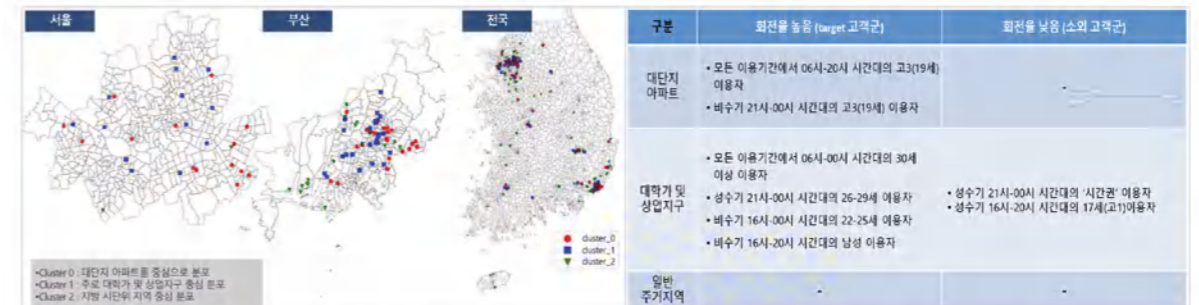 서울
부산
전국
cluster_0
cluster_1
cluster_2
•Cluster 0 : 대단지 아파트를 중심으로 분포
•Cluster 1 : 주로 대학가 및 상업지구 중심 분포
•Cluster 2 : 지방 시단위 지역 중심 분포
구분
회전율 높음 (target 고객군)
회전율 낮음 (소외 고객군)
대단지
아파트
• 모든 이용기간에서 06시-20시 시간대의 고3(19세)
이용자
• 비수기 21시-00시 시간대의 고3(19세) 이용자
-
대학가 및
상업지구
• 모든 이용기간에서 06시-00시 시간대의 30세
이상 이용자
• 성수기 21시-00시 시간대의 26-29세 이용자
• 비수기 16시-00시 시간대의 22-25세 이용자
• 비수기 16시-20시 시간대의 남성 이용자
• 성수기 21시-00시 시간대의 '시간권' 이용자
• 성수기 16시-20시 시간대의 17세(고1)이용자
일반
주거지역
-
-